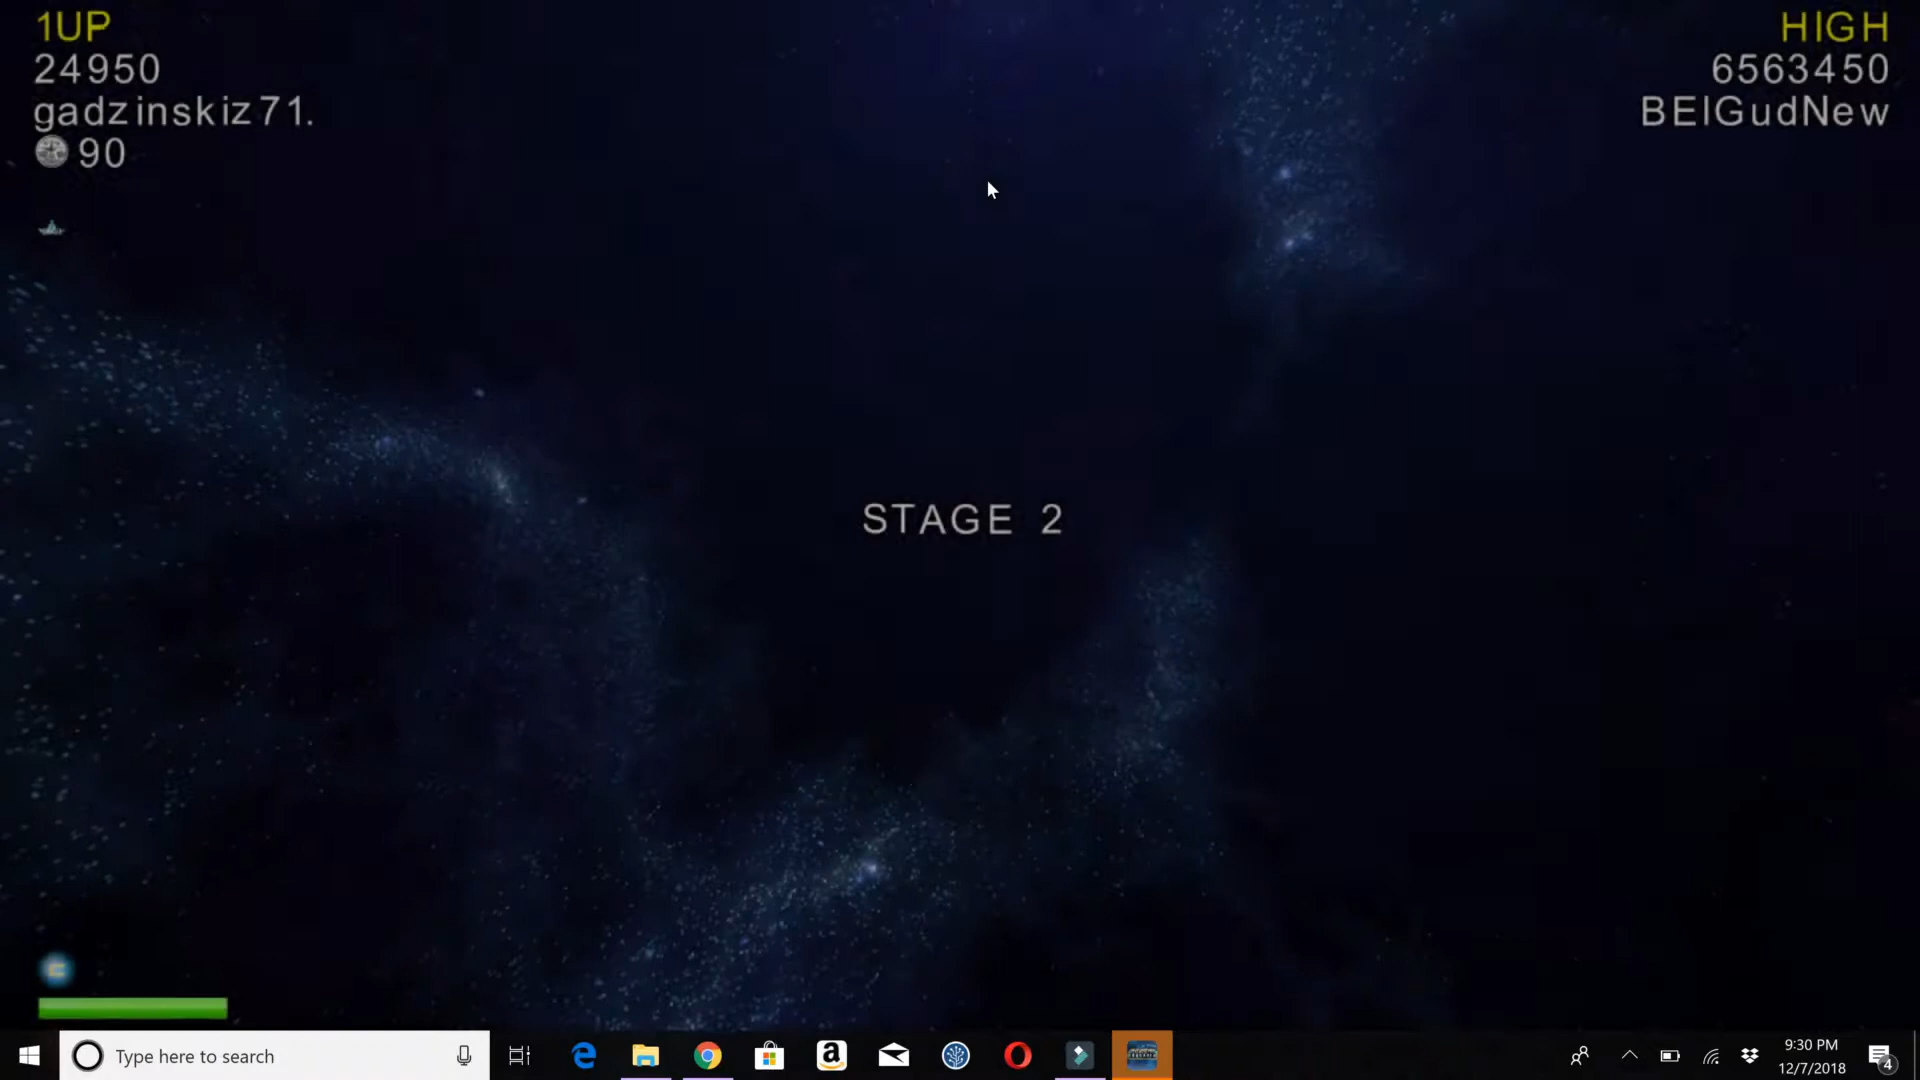 1UP
24950
gadzinskiz71.
90
HIGH
6563450
BEIGudNew
STAGE 2
Type here to search
9:30 PM
12/7/2018
4